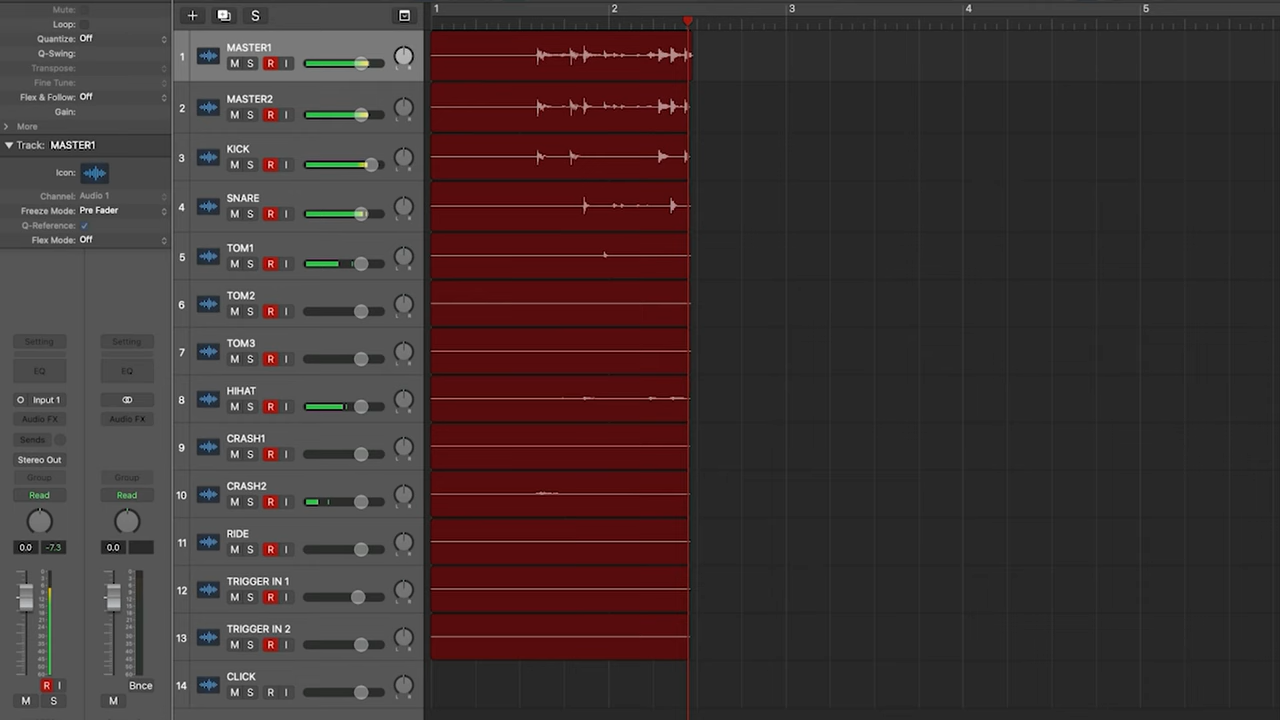 Mute:
Loop:
Quantize: Off
Q-Swing:
Transpose:
Fine Tune:
Flex & Follow: Off
Gain:
More
Track: MASTER1
Icon:
Channel: Audio 1
Freeze Mode: Pre Fader
Q-Reference:
Flex Mode: Off
Setting Setting
EQ EQ
Input 1
Audio FX Audio FX
Sends
Stereo Out
Group Group
Read Read
0.0 -7.3 0.0
R I
Bnce
M S M
S
1 2 3 4 5
1 MASTER1
M S R I
2 MASTER2
M S R I
3 KICK
M S R I
4 SNARE
M S R I
5 TOM1
M S R I
6 TOM2
M S R I
7 TOM3
M S R I
8 HIHAT
M S R I
9 CRASH1
M S R I
10 CRASH2
M S R I
11 RIDE
M S R I
12 TRIGGER IN 1
M S R I
13 TRIGGER IN 2
M S R I
14 CLICK
M S R I